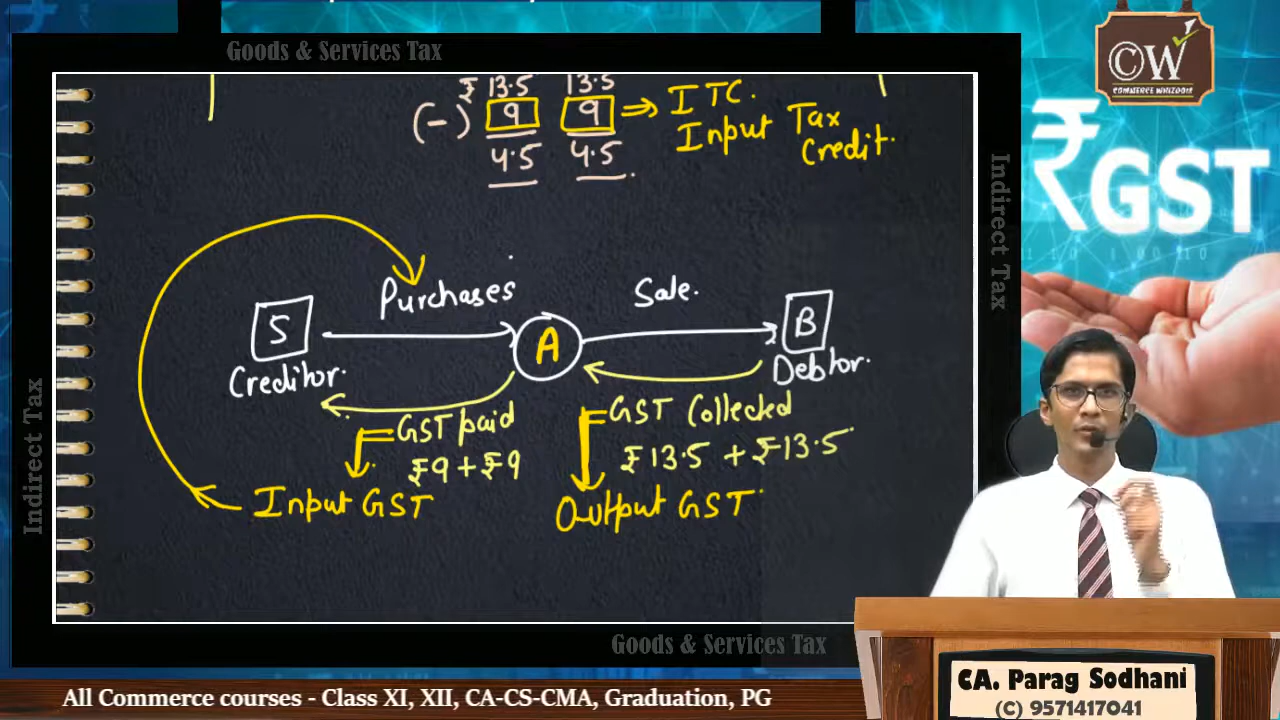 Goods & Services Tax
©W
COMMERCE WHIZDOM
₹ 13.5 13.5
(-) 9 9 ⇒ ITC.
Input Tax
Credit.
4.5 4.5
Purchases
Sale.
S
A
B
Creditor.
Debtor.
GST paid
₹9 + ₹9
GST Collected
₹13.5 + ₹13.5
Input GST
Output GST
Indirect Tax
Indirect Tax
₹GST
Goods & Services Tax
CA. Parag Sodhani
(C) 9571417041
All Commerce courses - Class XI, XII, CA-CS-CMA, Graduation, PG